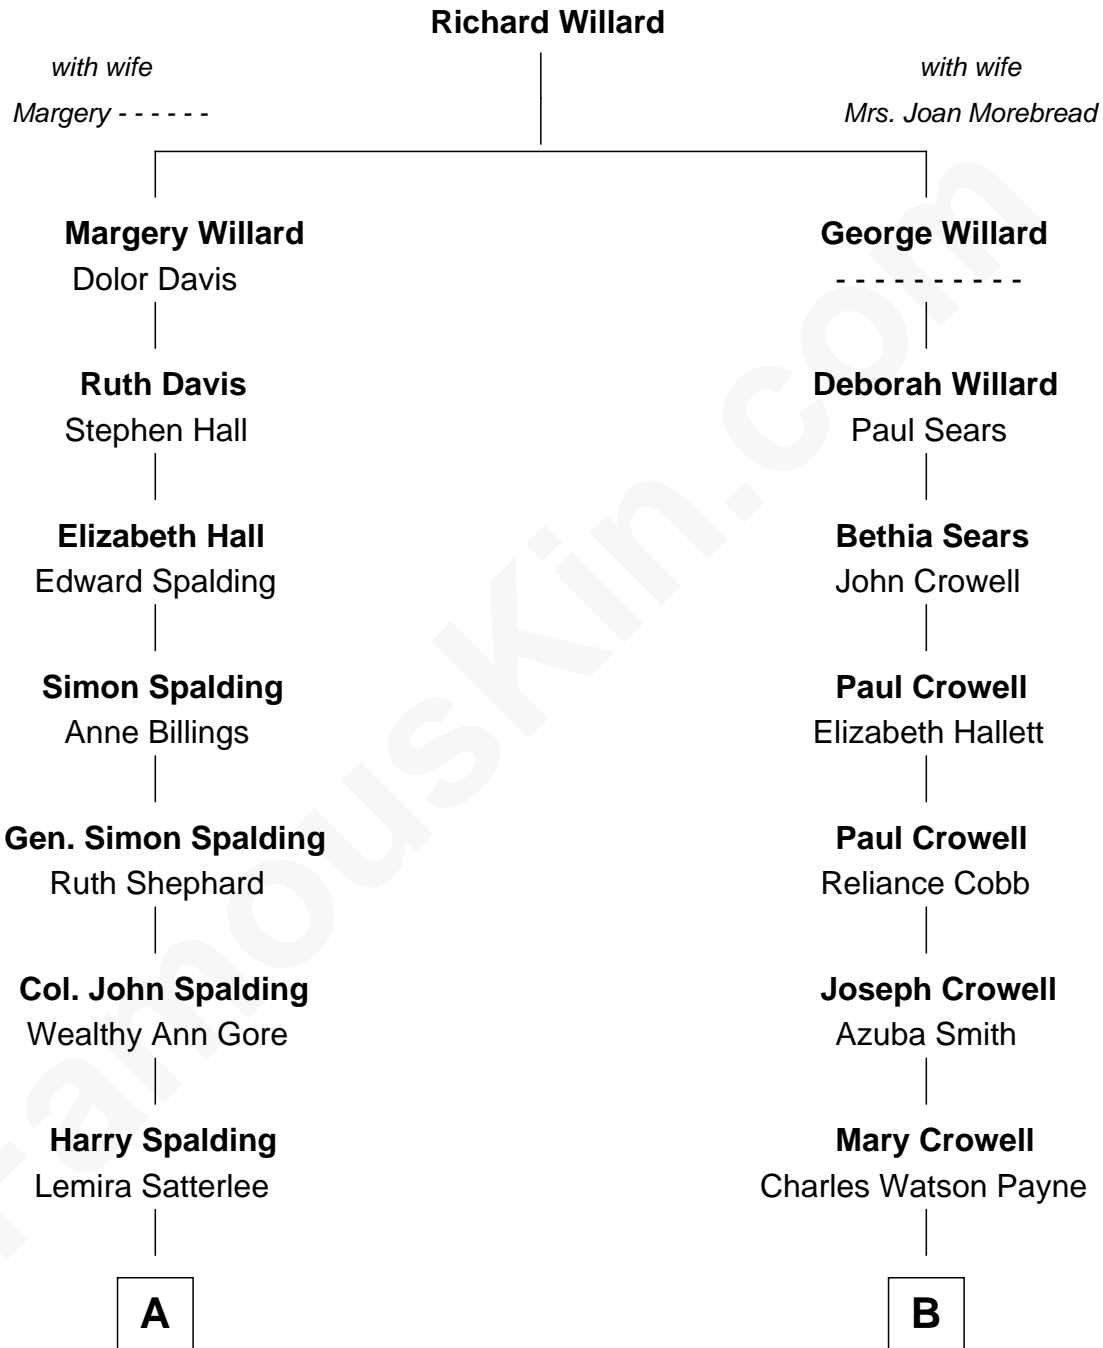 Richard Willard
with wife
Margery - - - - - -
with wife
Mrs. Joan Morebread
Margery Willard
Dolor Davis
George Willard
- - - - - - - - - -
Ruth Davis
Stephen Hall
Deborah Willard
Paul Sears
Elizabeth Hall
Edward Spalding
Bethia Sears
John Crowell
Simon Spalding
Anne Billings
Paul Crowell
Elizabeth Hallett
Gen. Simon Spalding
Ruth Shephard
Paul Crowell
Reliance Cobb
Col. John Spalding
Wealthy Ann Gore
Joseph Crowell
Azuba Smith
Harry Spalding
Lemira Satterlee
Mary Crowell
Charles Watson Payne
A
B
FamousKin.com